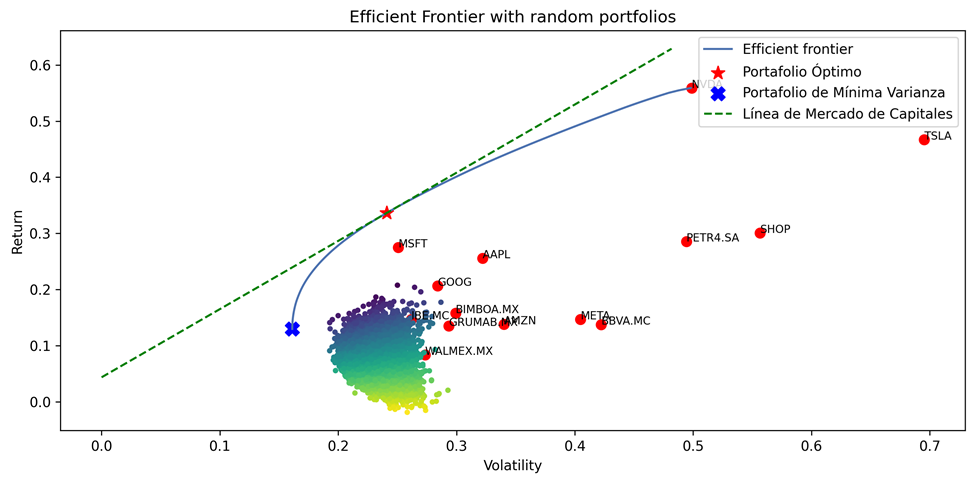 Efficient Frontier with random portfolios
Efficient frontier
Portafolio Óptimo
Portafolio de Mínima Varianza
Línea de Mercado de Capitales
NVDA
TSLA
MSFT
AAPL
PETR4.SA
SHOP
GOOG
IBE.MC
BIMBOA.MX
GRUMAB.MX
AMZN
META
BBVA.MC
WALMEX.MX
Return
0.6
0.5
0.4
0.3
0.2
0.1
0.0
0.0 0.1 0.2 0.3 0.4 0.5 0.6 0.7
Volatility